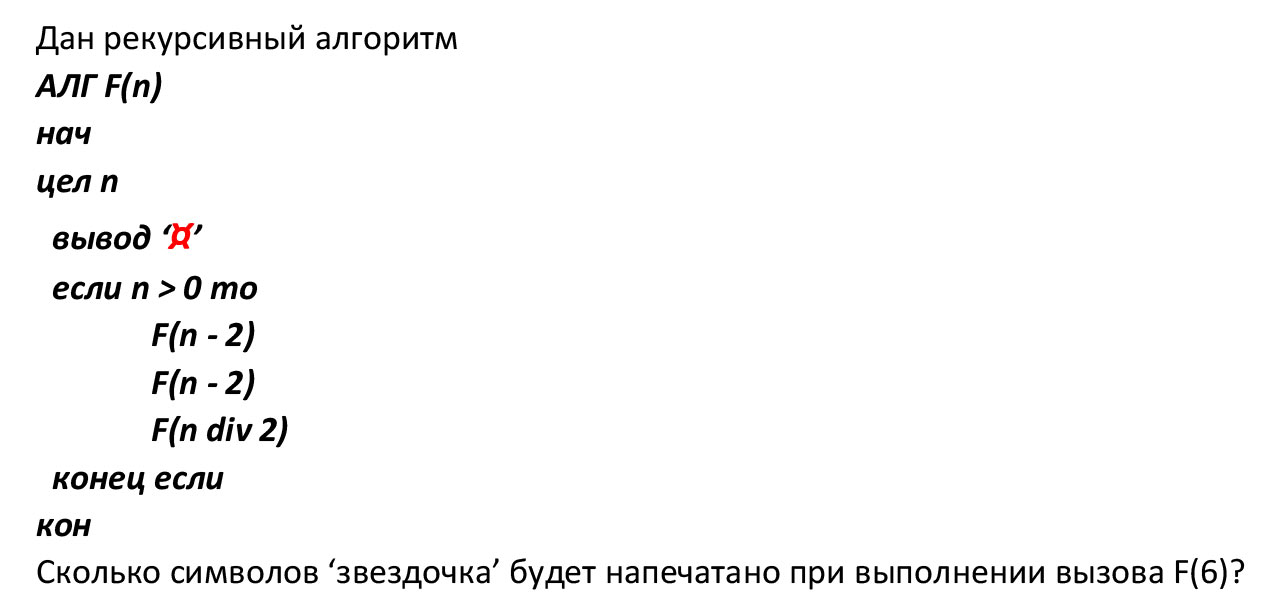 Дан рекурсивный алгоритм
АЛГ F(n)
нач
цел n
вывод ‘¤’
если n > 0 то
F(n - 2)
F(n - 2)
F(n div 2)
конец если
кон
Сколько символов ‘звездочка’ будет напечатано при выполнении вызова F(6)?